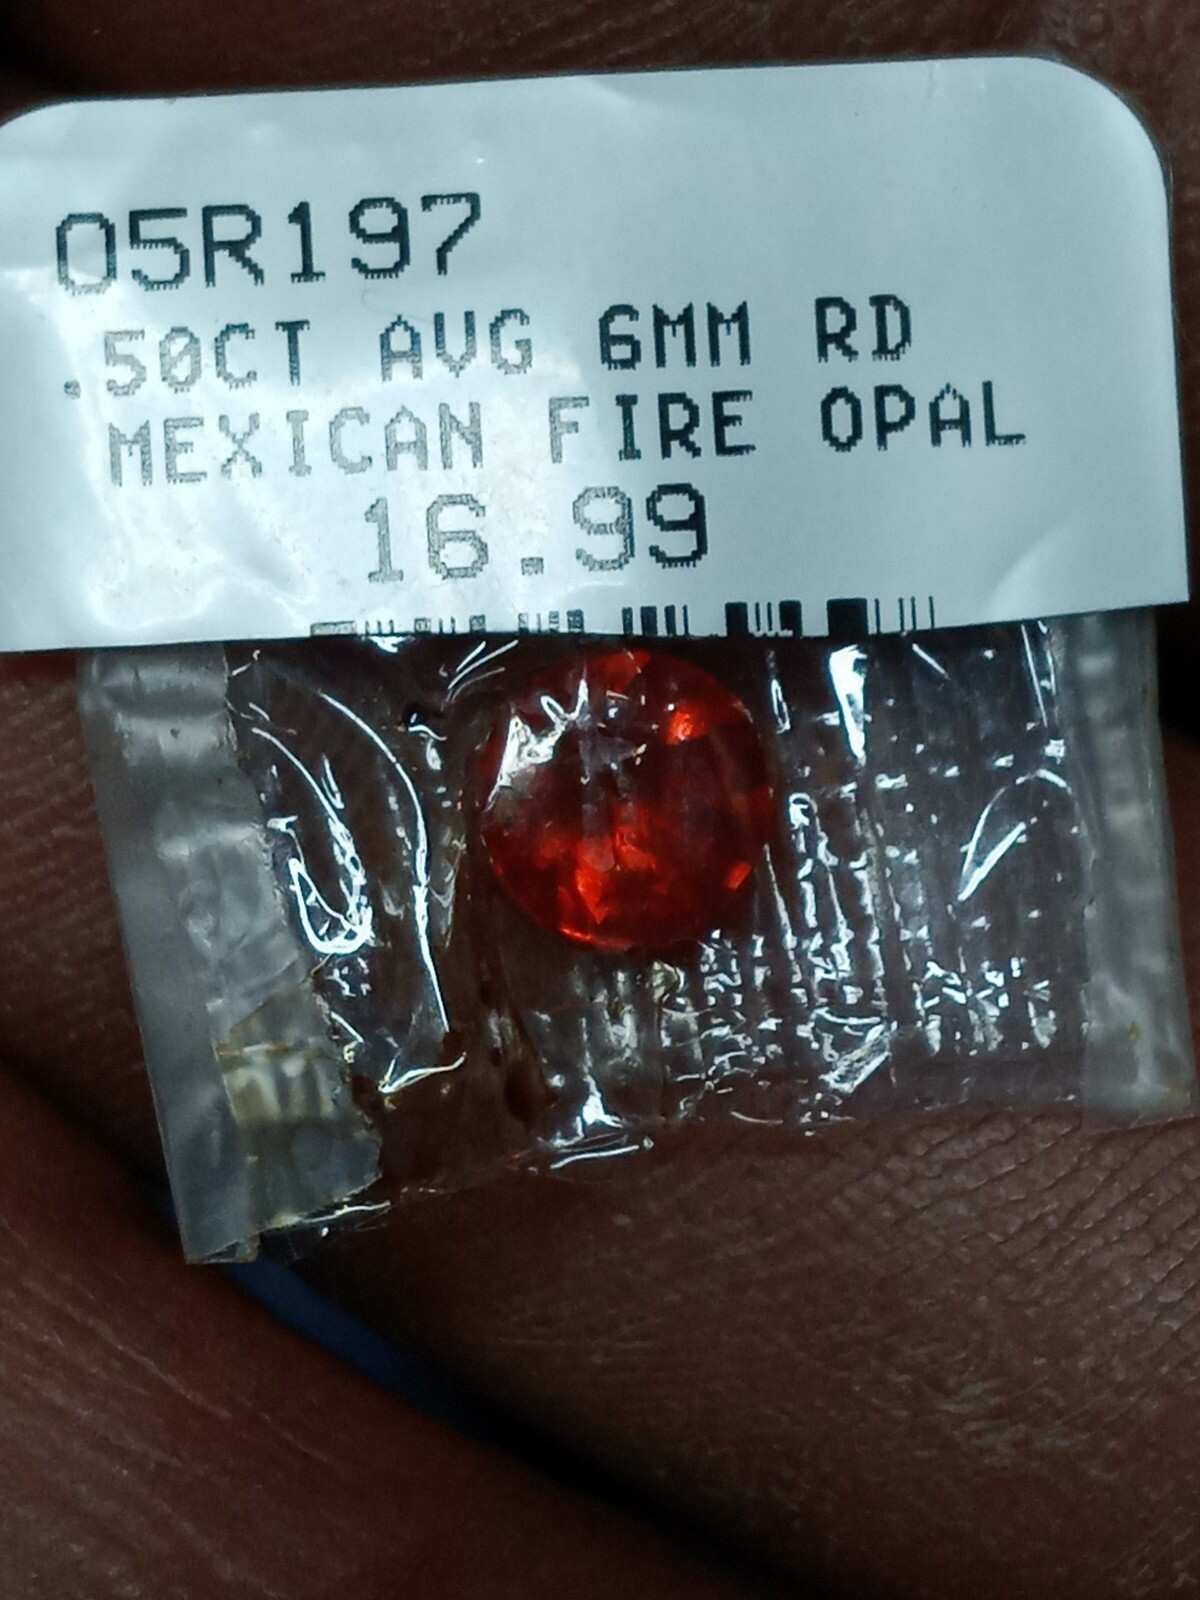 05R197
.50CT AVG 6MM RD
MEXICAN FIRE OPAL
16.99